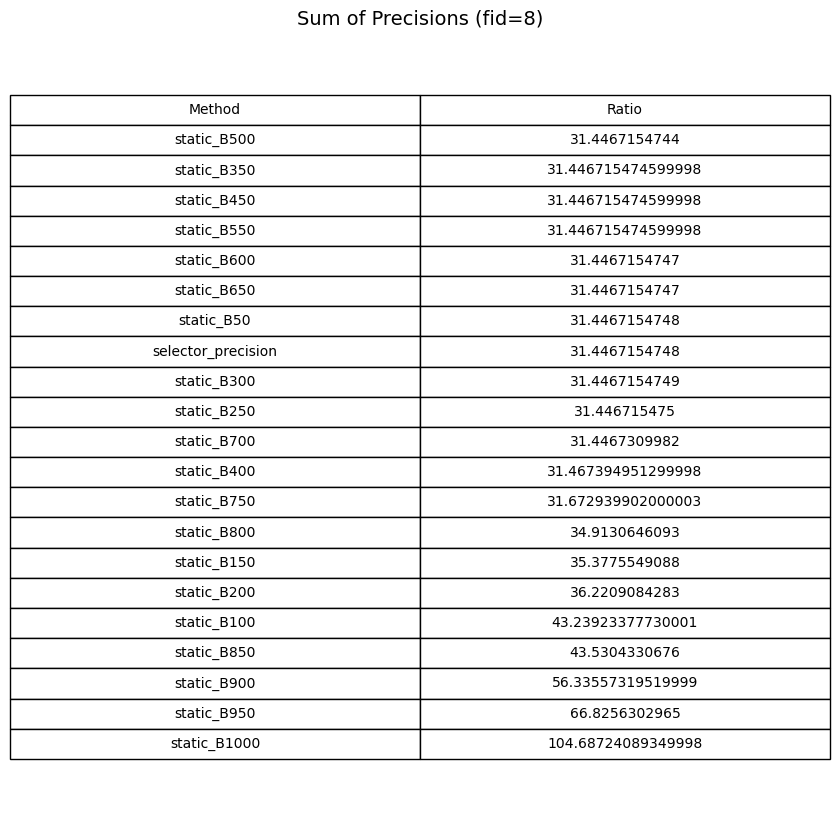 Sum of Precisions (fid=8)
Method Ratio
static_B500 31.4467154744
static_B350 31.446715474599998
static_B450 31.446715474599998
static_B550 31.446715474599998
static_B600 31.4467154747
static_B650 31.4467154747
static_B50 31.4467154748
selector_precision 31.4467154748
static_B300 31.4467154749
static_B250 31.446715475
static_B700 31.4467309982
static_B400 31.467394951299998
static_B750 31.672939902000003
static_B800 34.9130646093
static_B150 35.3775549088
static_B200 36.2209084283
static_B100 43.23923377730001
static_B850 43.5304330676
static_B900 56.33557319519999
static_B950 66.8256302965
static_B1000 104.68724089349998